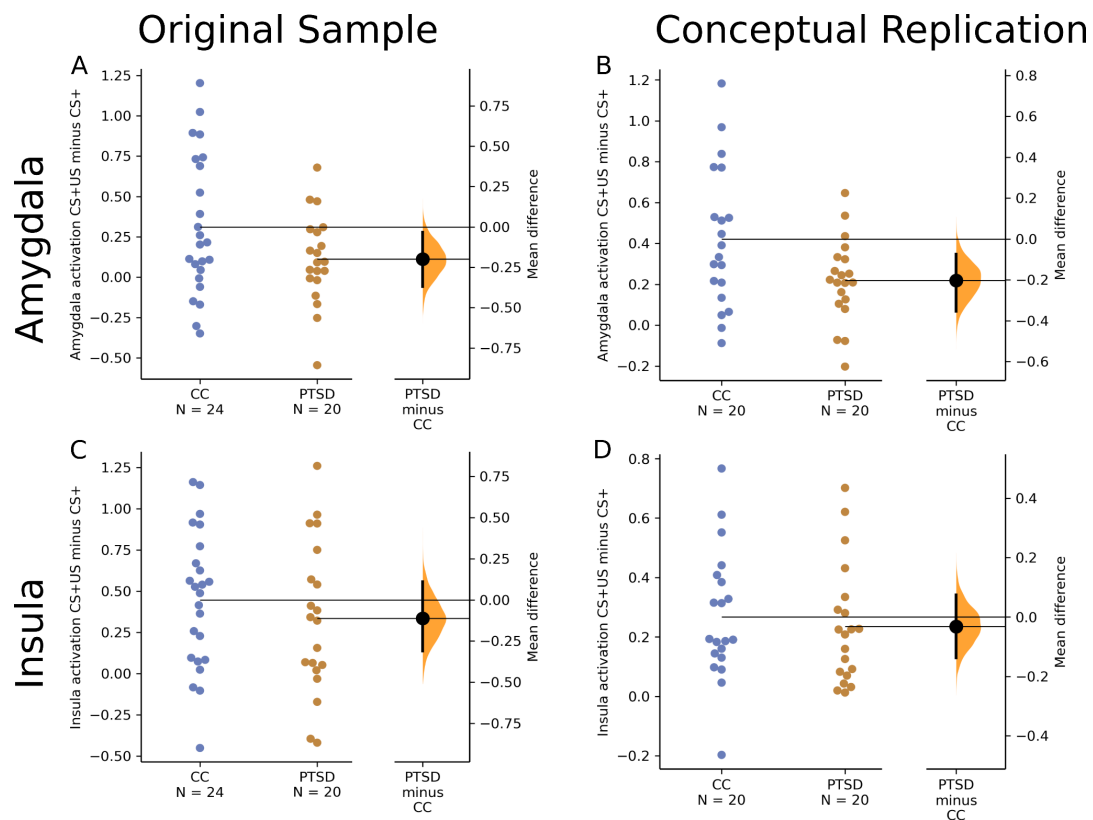 Original Sample
Conceptual Replication
Amygdala
A
Amygdala activation CS+US minus CS+
1.25
1.00
0.75
0.50
0.25
0.00
−0.25
−0.50
0.75
0.50
0.25
0.00
−0.25
−0.50
−0.75
Mean difference
CC
N = 24
PTSD
N = 20
PTSD
minus
CC
B
Amygdala activation CS+US minus CS+
1.2
1.0
0.8
0.6
0.4
0.2
0.0
−0.2
0.8
0.6
0.4
0.2
0.0
−0.2
−0.4
−0.6
Mean difference
CC
N = 20
PTSD
N = 20
PTSD
minus
CC
Insula
C
Insula activation CS+US minus CS+
1.25
1.00
0.75
0.50
0.25
0.00
−0.25
−0.50
0.75
0.50
0.25
0.00
−0.25
−0.50
−0.75
Mean difference
CC
N = 24
PTSD
N = 20
PTSD
minus
CC
D
Insula activation CS+US minus CS+
0.8
0.6
0.4
0.2
0.0
−0.2
0.4
0.2
0.0
−0.2
−0.4
Mean difference
CC
N = 20
PTSD
N = 20
PTSD
minus
CC